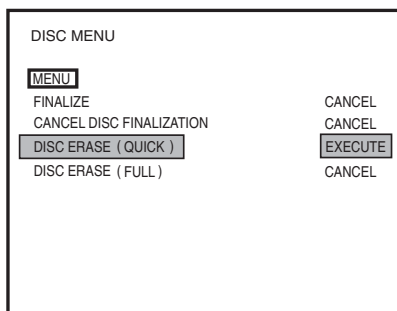 DISC MENU
MENU
FINALIZE CANCEL
CANCEL DISC FINALIZATION CANCEL
DISC ERASE ( QUICK ) EXECUTE
DISC ERASE ( FULL ) CANCEL